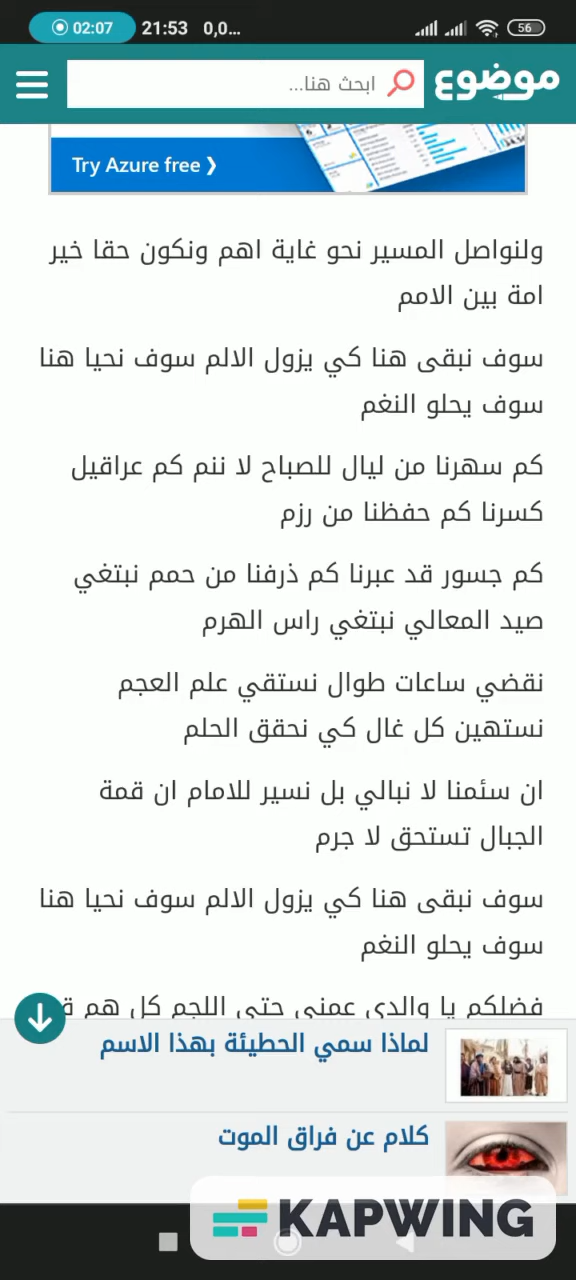 02:07 21:53 0,0... 56
موضوع
ابحث هنا...
Try Azure free ❯
ولنواصل المسير نحو غاية اهم ونكون حقا خير
امة بين الامم
سوف نبقى هنا كي يزول الالم سوف نحيا هنا
سوف يحلو النغم
كم سهرنا من ليال للصباح لا ننم كم عراقيل
كسرنا كم حفظنا من رزم
كم جسور قد عبرنا كم ذرفنا من حمم نبتغي
صيد المعالي نبتغي راس الهرم
نقضي ساعات طوال نستقي علم العجم
نستهين كل غال كي نحقق الحلم
ان سئمنا لا نبالي بل نسير للامام ان قمة
الجبال تستحق لا جرم
سوف نبقى هنا كي يزول الالم سوف نحيا هنا
سوف يحلو النغم
فضلكم يا والدي عمني حتى اللجم كل هم
لماذا سمي الحطيئة بهذا الاسم
كلام عن فراق الموت
KAPWING